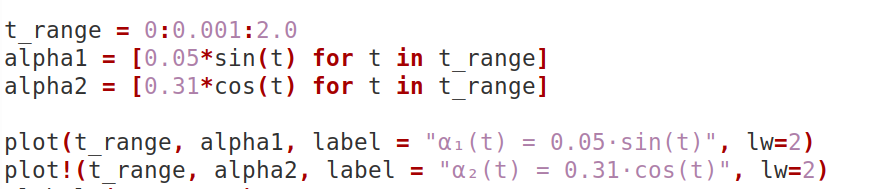 t_range = 0:0.001:2.0
alpha1 = [0.05*sin(t) for t in t_range]
alpha2 = [0.31*cos(t) for t in t_range]
plot(t_range, alpha1, label = "α₁(t) = 0.05·sin(t)", lw=2)
plot!(t_range, alpha2, label = "α₂(t) = 0.31·cos(t)", lw=2)